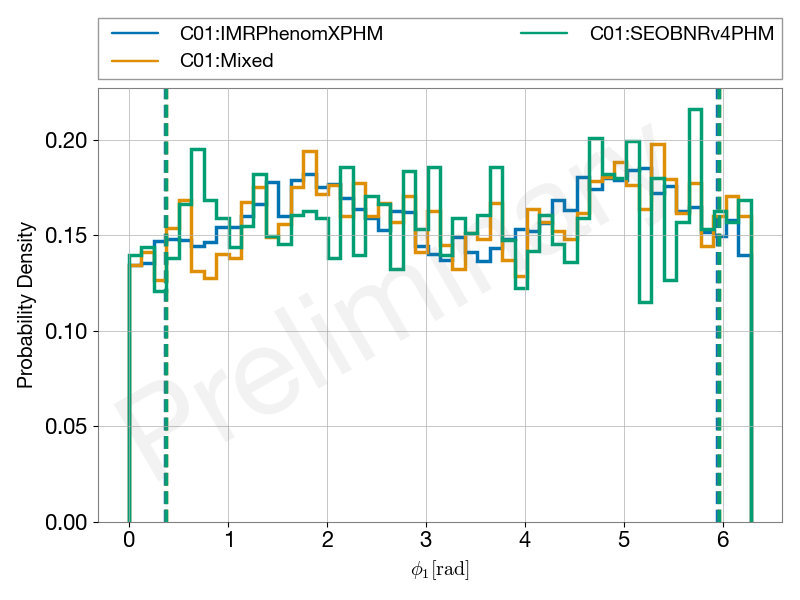 C01:IMRPhenomXPHM
C01:Mixed
C01:SEOBNRv4PHM
Preliminary
Probability Density
0.20
0.15
0.10
0.05
0.00
0 1 2 3 4 5 6
ϕ₁[rad]